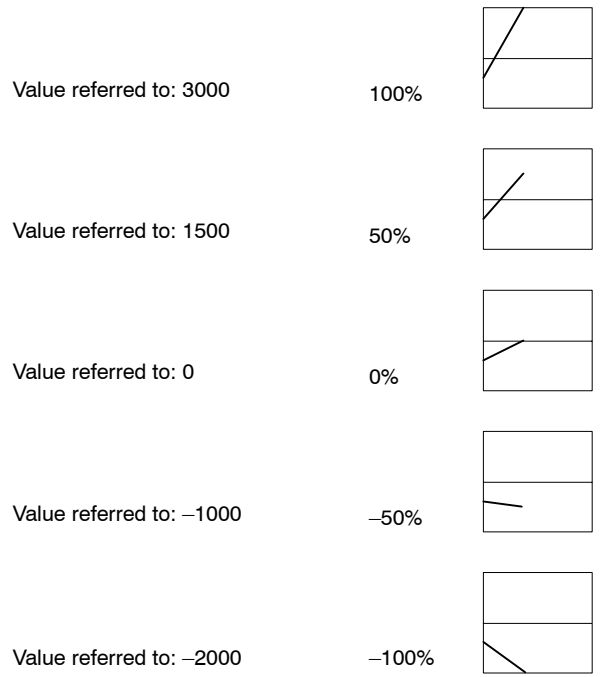 Value referred to: 3000 100%
Value referred to: 1500 50%
Value referred to: 0 0%
Value referred to: –1000 –50%
Value referred to: –2000 –100%